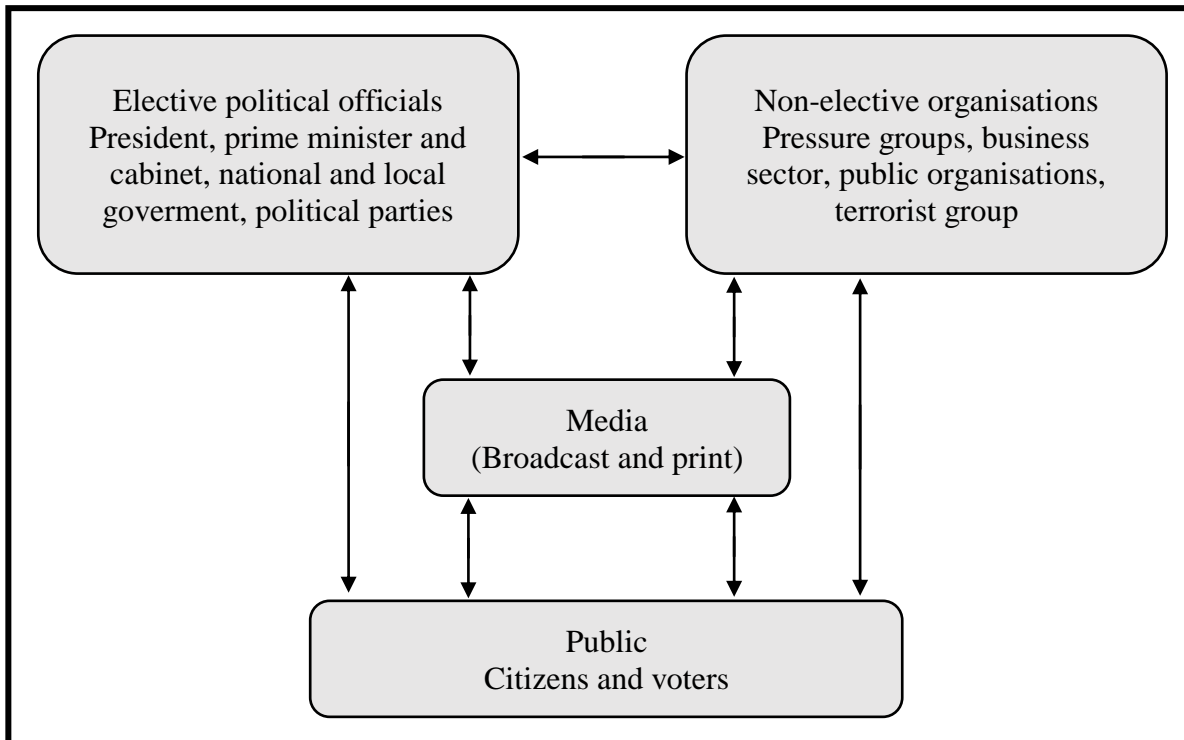 Elective political officials
President, prime minister and
cabinet, national and local
goverment, political parties
Non-elective organisations
Pressure groups, business
sector, public organisations,
terrorist group
Media
(Broadcast and print)
Public
Citizens and voters